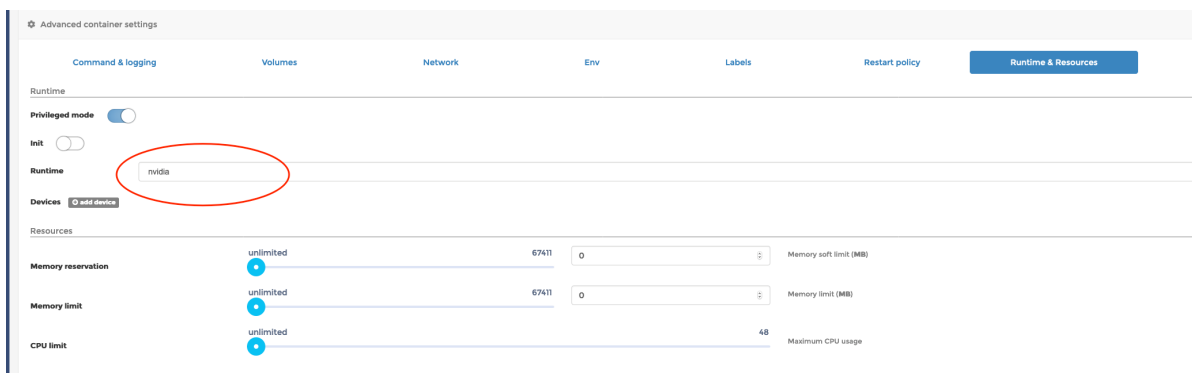 Advanced container settings
Command & logging Volumes Network Env Labels Restart policy Runtime & Resources
Runtime
Privileged mode
Init
Runtime nvidia
Devices add device
Resources
Memory reservation unlimited 67411 0 Memory soft limit (MB)
Memory limit unlimited 67411 0 Memory limit (MB)
CPU limit unlimited 48 Maximum CPU usage